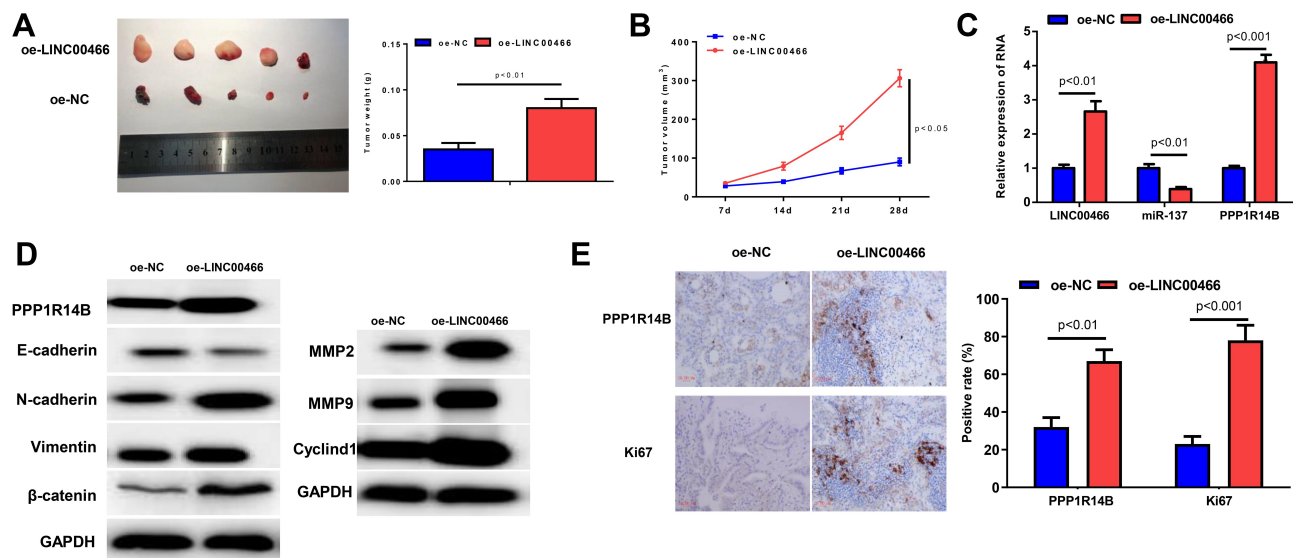 A
oe-LINC00466
oe-NC
1 2 3 4 5 6 7 8 9 10 11 12 13 14 15
oe-NC oe-LINC00466
Tumor weight (g)
0.15
0.10
0.05
0.00
p<0.01
B
oe-NC
oe-LINC00466
Tumor volume (mm3)
400
300
200
100
0
p<0.05
7d 14d 21d 28d
C
oe-NC oe-LINC00466
Relative expression of RNA
5
4
3
2
1
0
p<0.01
p<0.01
p<0.001
LINC00466 miR-137 PPP1R14B
D
oe-NC oe-LINC00466
PPP1R14B
E-cadherin
N-cadherin
Vimentin
β-catenin
GAPDH
oe-NC oe-LINC00466
MMP2
MMP9
Cyclind1
GAPDH
E
oe-NC oe-LINC00466
PPP1R14B
Ki67
oe-NC oe-LINC00466
Positive rate (%)
100
80
60
40
20
0
p<0.01
p<0.001
PPP1R14B Ki67